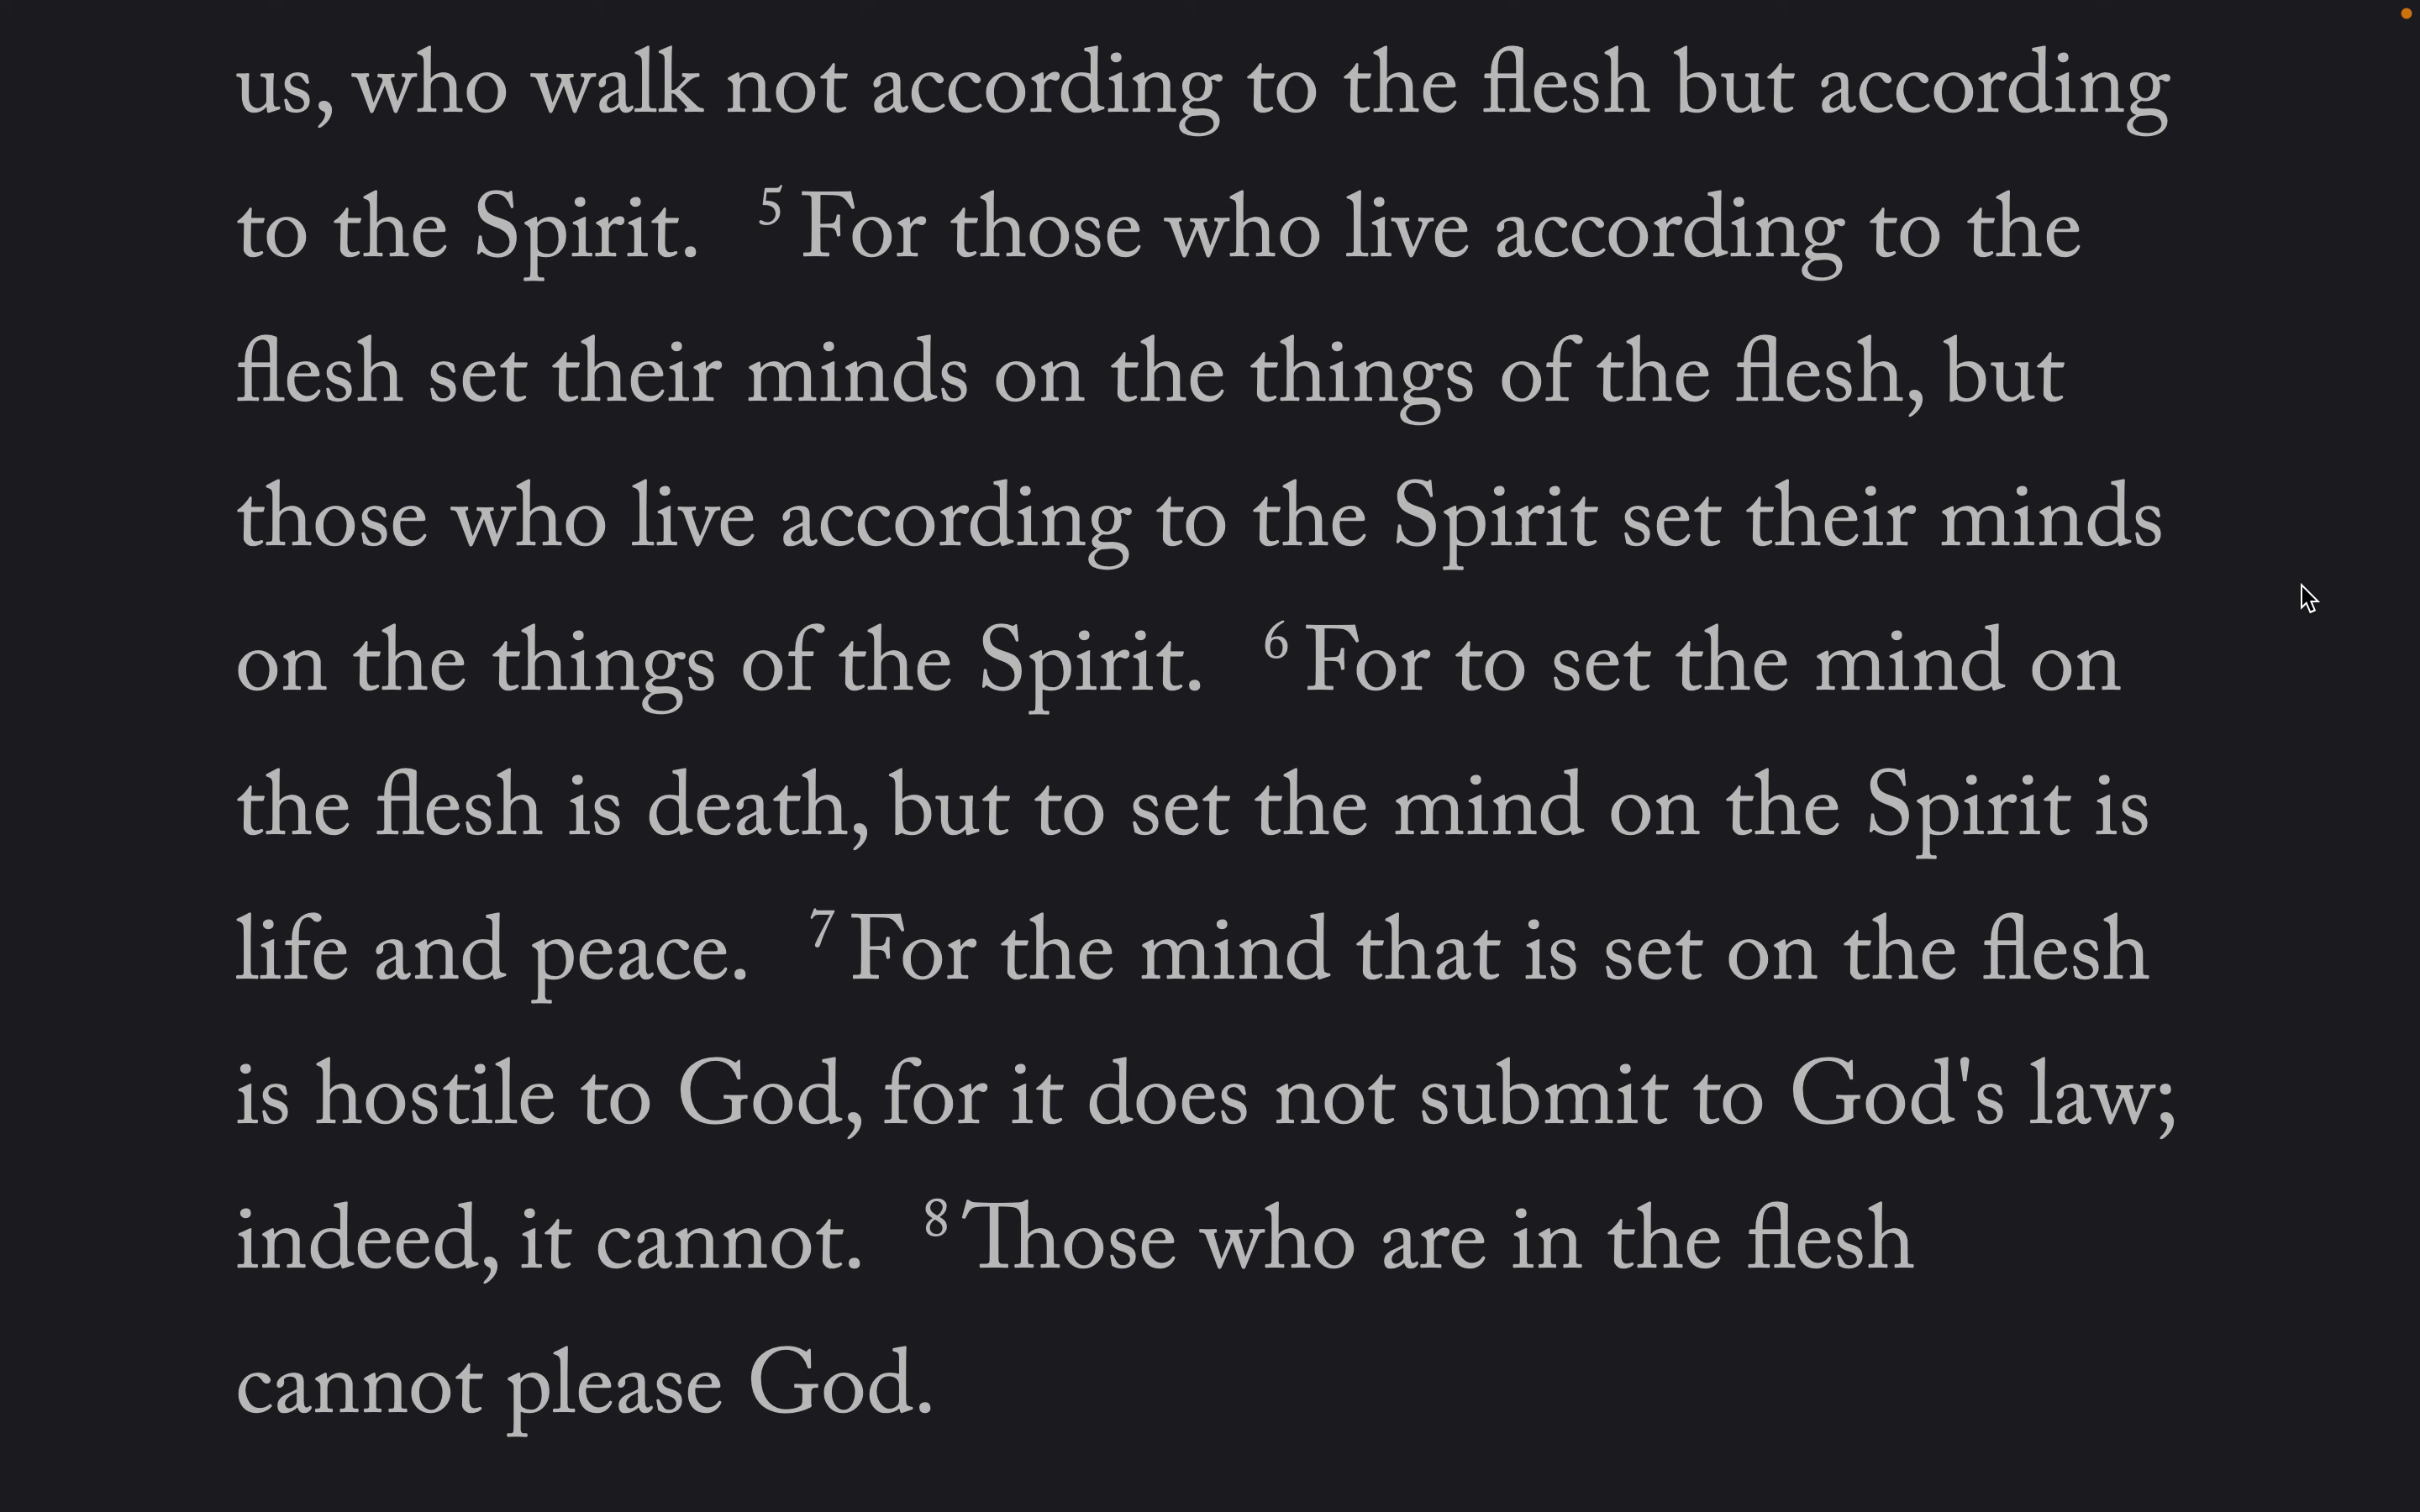 us, who walk not according to the flesh but according
to the Spirit. 5 For those who live according to the
flesh set their minds on the things of the flesh, but
those who live according to the Spirit set their minds
on the things of the Spirit. 6 For to set the mind on
the flesh is death, but to set the mind on the Spirit is
life and peace. 7 For the mind that is set on the flesh
is hostile to God, for it does not submit to God's law;
indeed, it cannot. 8 Those who are in the flesh
cannot please God.